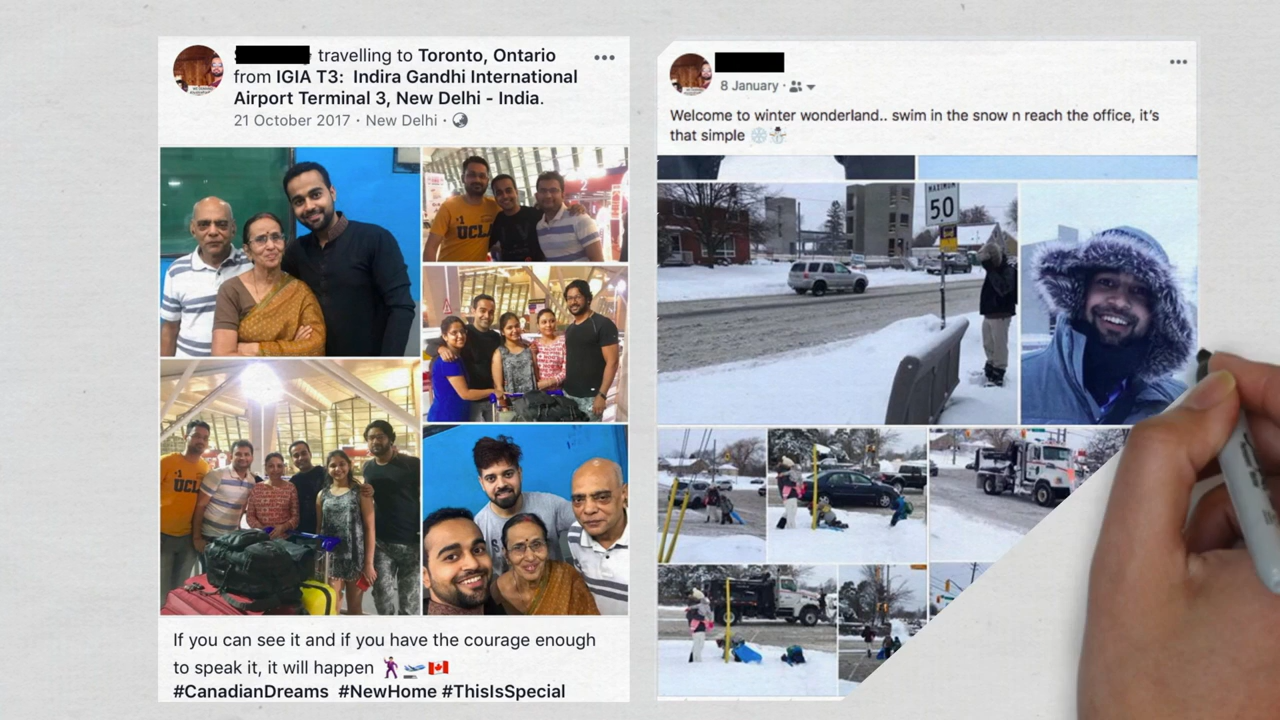 travelling to Toronto, Ontario
from IGIA T3: Indira Gandhi International
Airport Terminal 3, New Delhi - India.
21 October 2017 · New Delhi ·
If you can see it and if you have the courage enough
to speak it, it will happen 🕺🛫🇨🇦
#CanadianDreams #NewHome #ThisIsSpecial
8 January ·
Welcome to winter wonderland.. swim in the snow n reach the office, it's
that simple ❄️☃️
MAXIMUM
50
UCLA
UCL